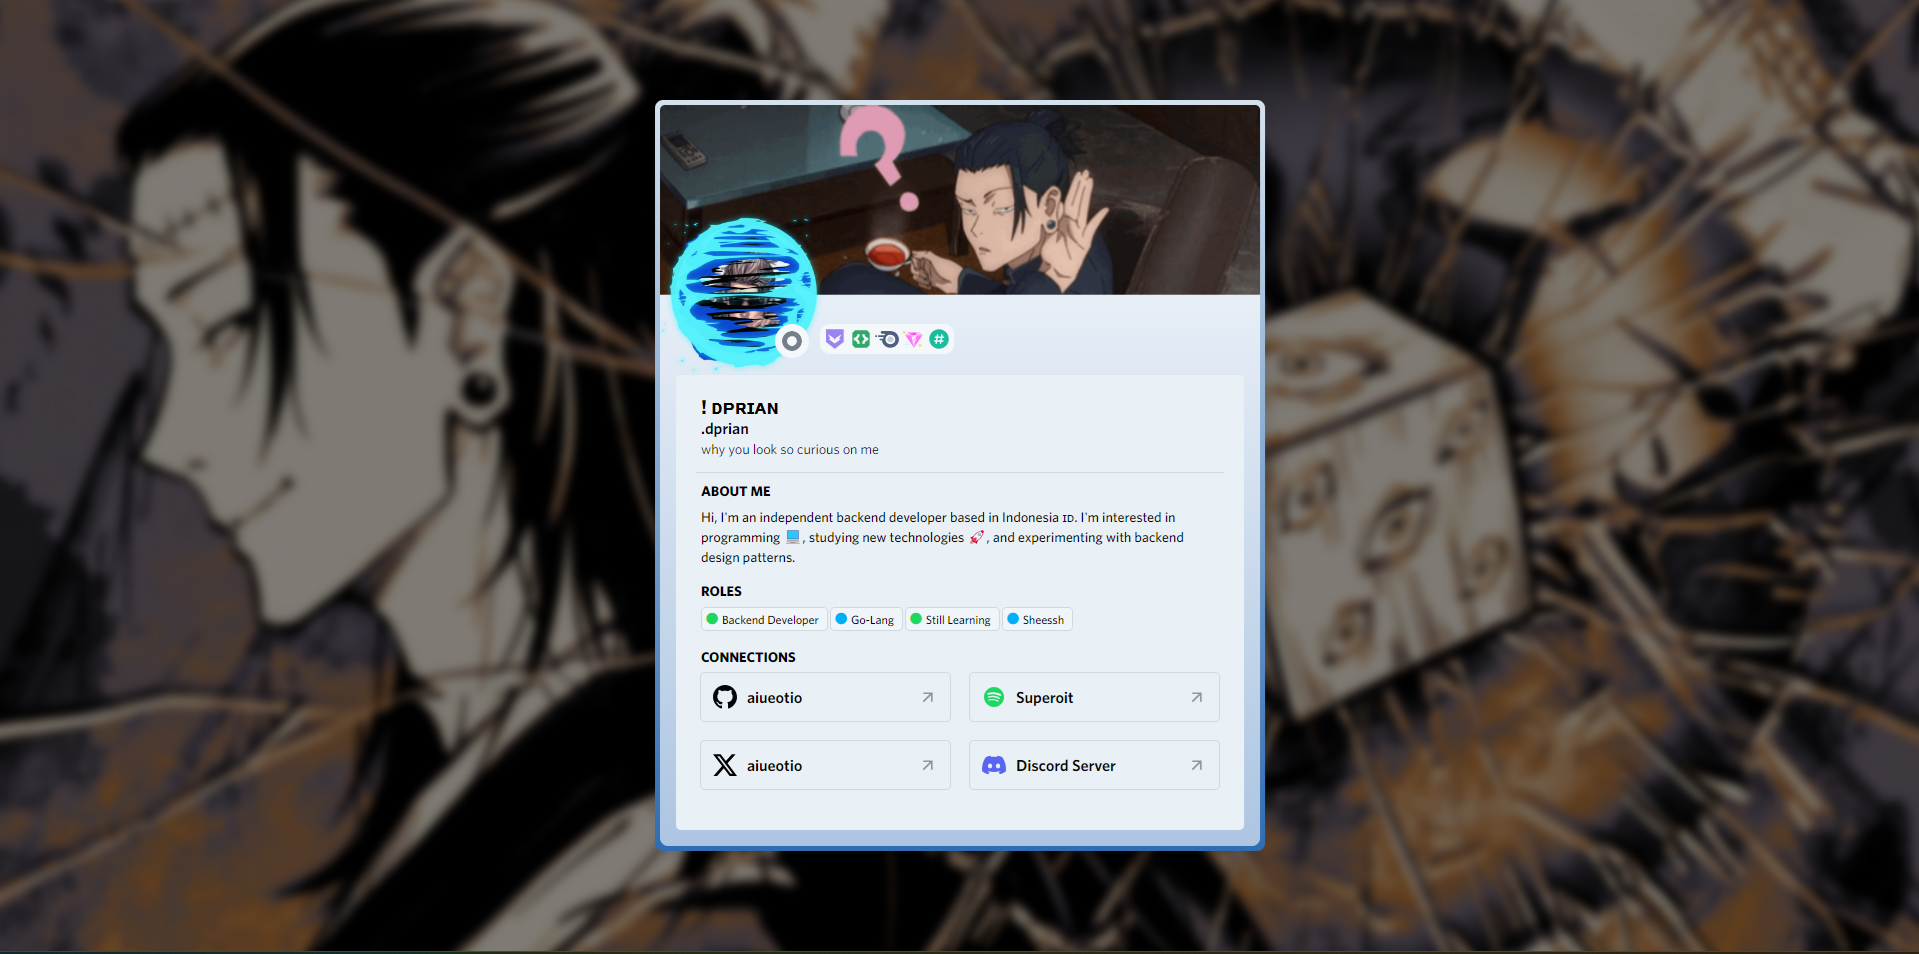 ?
! DPRIAN
.dprian
why you look so curious on me
ABOUT ME
Hi, I'm an independent backend developer based in Indonesia ID. I'm interested in
programming 💻, studying new technologies 🚀, and experimenting with backend
design patterns.
ROLES
Backend Developer Go-Lang Still Learning Sheessh
CONNECTIONS
aiueotio Superoit
aiueotio Discord Server